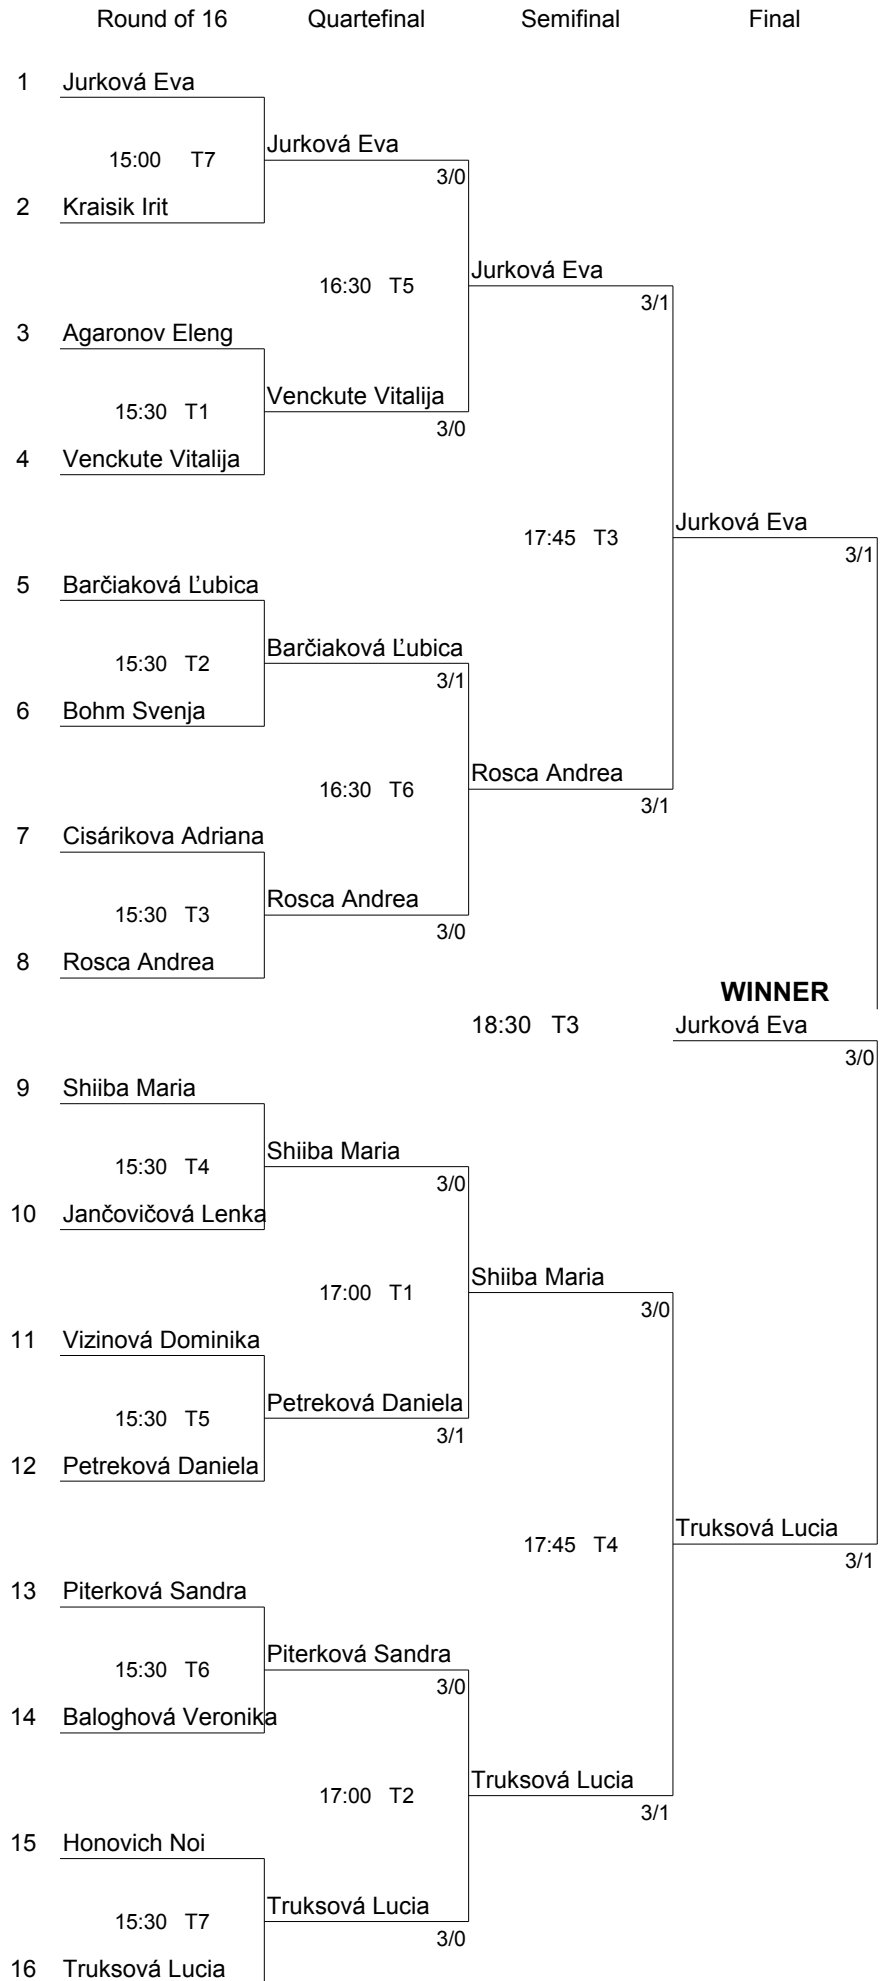 Round of 16 Quartefinal Semifinal Final
1 Jurková Eva
Jurková Eva
15:00 T7
3/0
2 Kraisik Irit
Jurková Eva
16:30 T5
3/1
3 Agaronov Eleng
Venckute Vitalija
15:30 T1
3/0
4 Venckute Vitalija
Jurková Eva
17:45 T3
3/1
5 Barčiaková Ľubica
Barčiaková Ľubica
15:30 T2
3/1
6 Bohm Svenja
Rosca Andrea
16:30 T6
3/1
7 Cisárikova Adriana
Rosca Andrea
15:30 T3
3/0
8 Rosca Andrea
WINNER
18:30 T3 Jurková Eva
3/0
9 Shiiba Maria
Shiiba Maria
15:30 T4
3/0
10 Jančovičová Lenka
Shiiba Maria
17:00 T1
3/0
11 Vizinová Dominika
Petreková Daniela
15:30 T5
3/1
12 Petreková Daniela
Truksová Lucia
17:45 T4
3/1
13 Piterková Sandra
Piterková Sandra
15:30 T6
3/0
14 Baloghová Veronika
Truksová Lucia
17:00 T2
3/1
15 Honovich Noi
Truksová Lucia
15:30 T7
3/0
16 Truksová Lucia